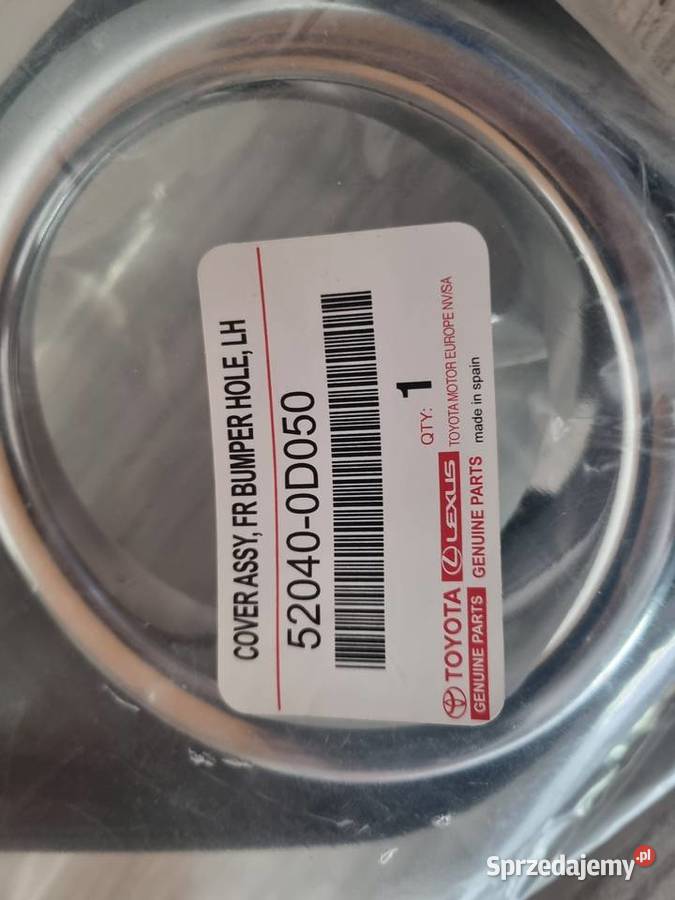 COVER ASSY, FR BUMPER HOLE, LH
52040-0D050
QTY: 1
TOYOTA LEXUS TOYOTA MOTOR EUROPE NV/SA
GENUINE PARTS GENUINE PARTS made in spain
Sprzedajemy.pl